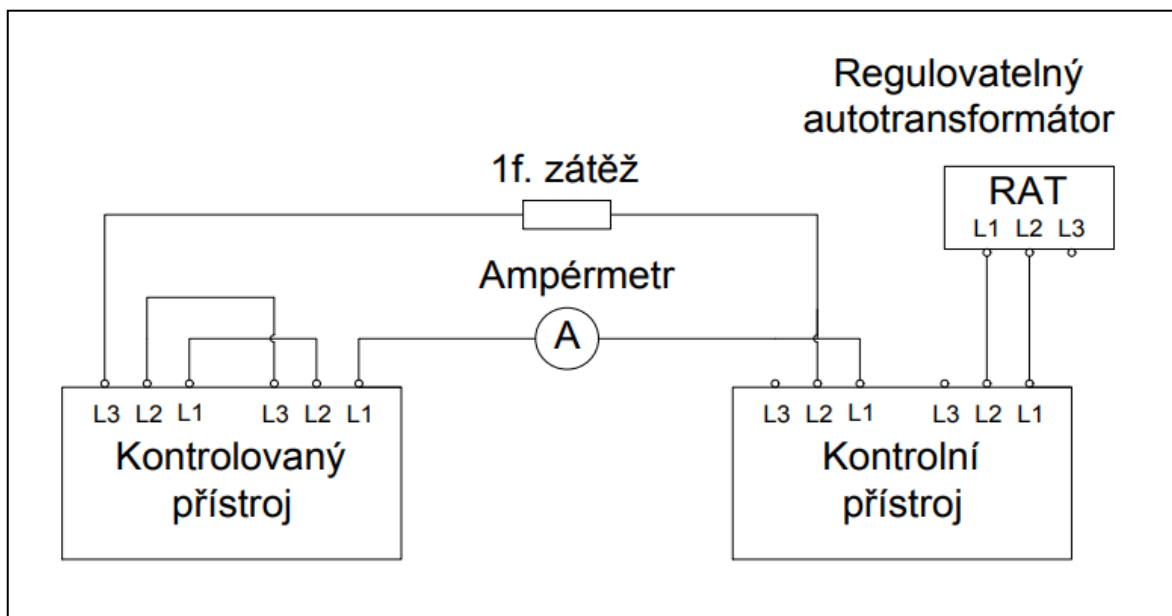 Regulovatelný
autotransformátor
RAT
L1 L2 L3
1f. zátěž
Ampérmetr
A
L3 L2 L1 L3 L2 L1
Kontrolovaný
přístroj
L3 L2 L1 L3 L2 L1
Kontrolní
přístroj